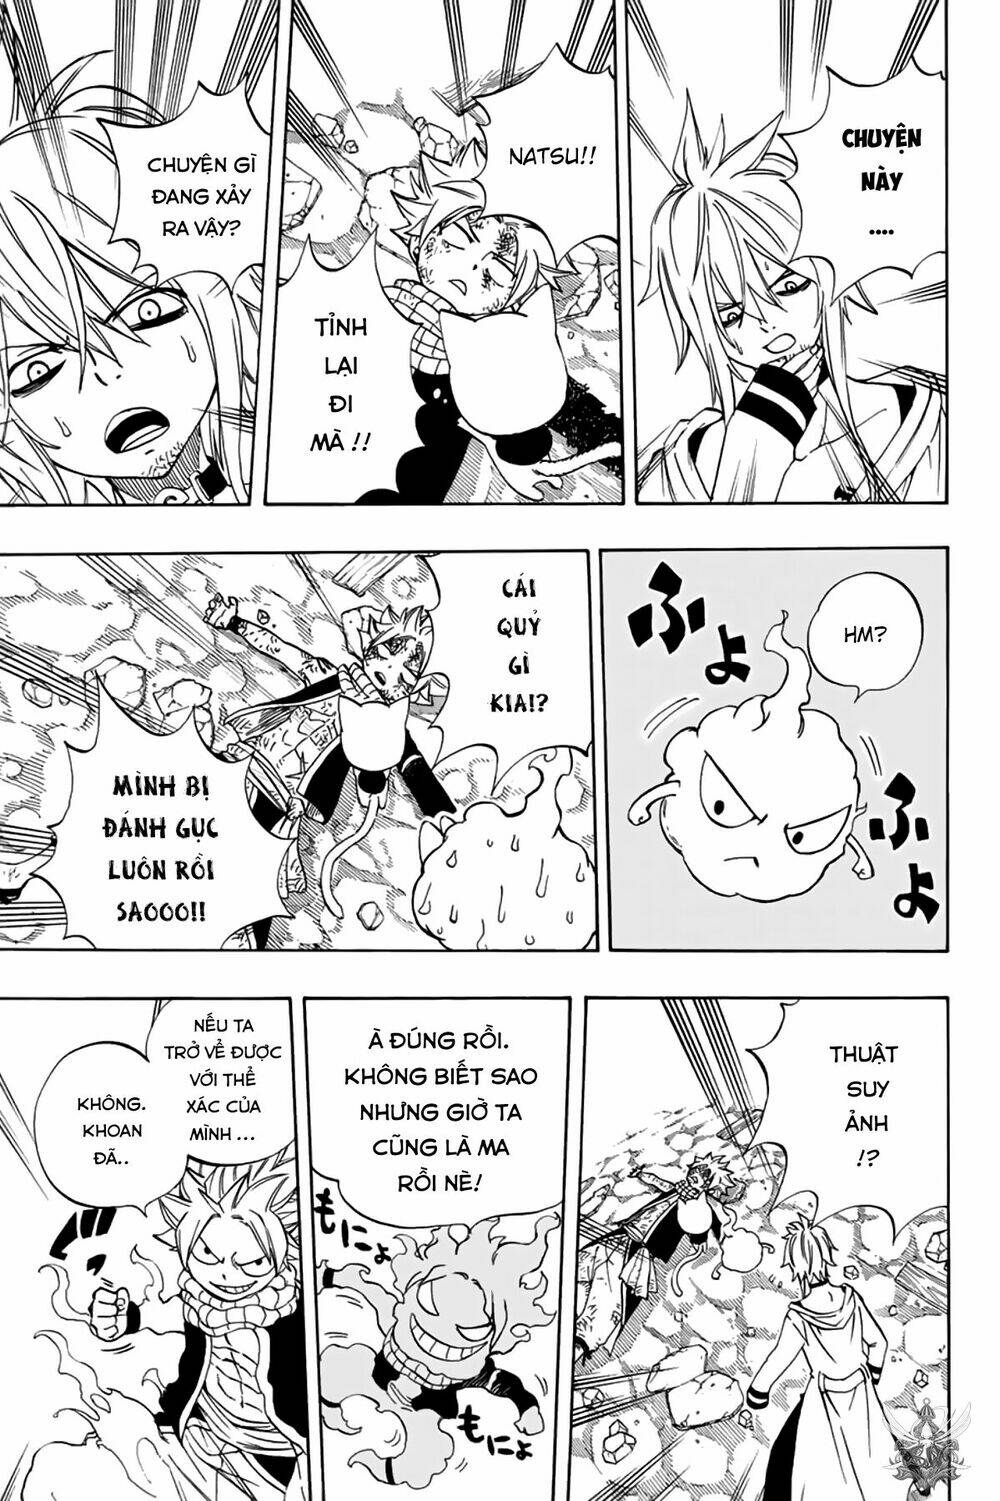 CHUYỆN
NÀY
....
NATSU!!
TỈNH
LẠI
ĐI
MÀ !!
CHUYỆN GÌ
ĐANG XẢY
RA VẬY?
HM?
ふよ
ふよ
CÁI
QUỶ
GÌ
KIA!?
MÌNH BỊ
ĐÁNH GỤC
LUÔN RỒI
SAOOO!!
THUẬT
SUY
ẢNH
!?
À ĐÚNG RỒI.
KHÔNG BIẾT SAO
NHƯNG GIỜ TA
CŨNG LÀ MA
RỒI NÈ!
もにょ
もにょ
NẾU TA
TRỞ VỀ ĐƯỢC
VỚI THỂ
XÁC CỦA
MÌNH ...
KHÔNG.
KHOAN
ĐÃ..